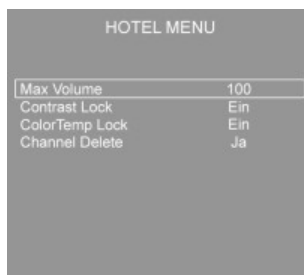 HOTEL MENU
Max Volume 100
Contrast Lock Ein
ColorTemp Lock Ein
Channel Delete Ja